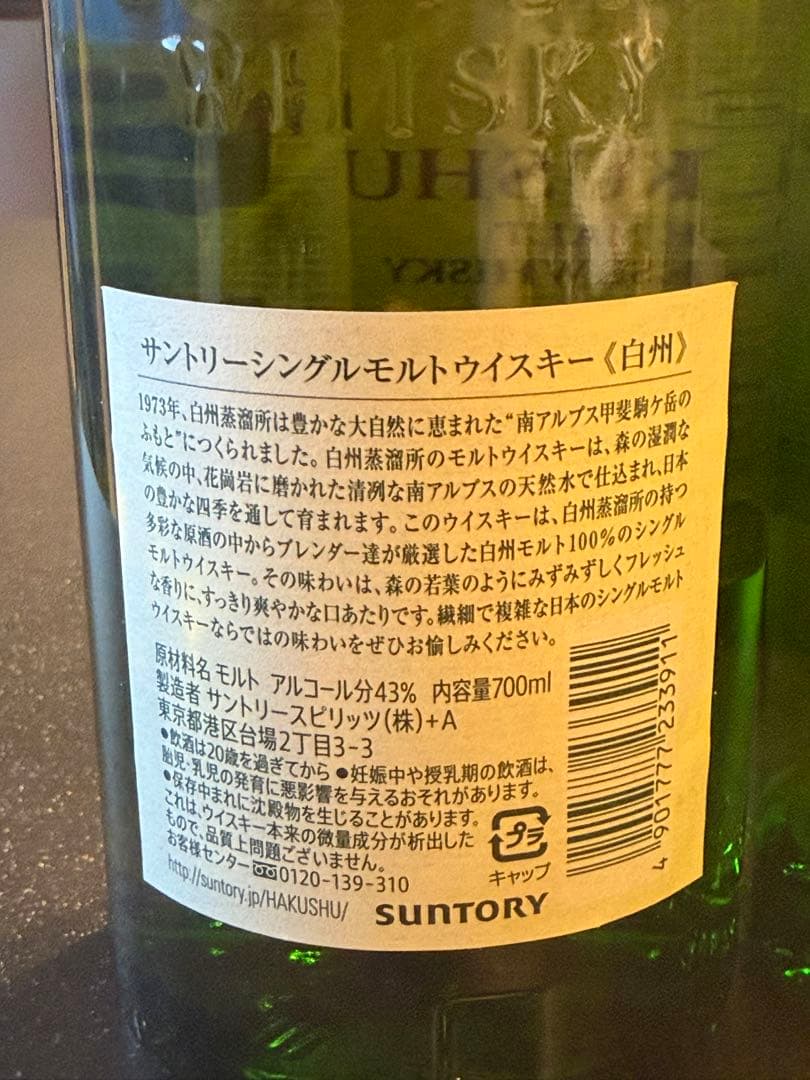 WHISKY
サントリーシングルモルトウイスキー《白州》
1973年、白州蒸溜所は豊かな大自然に恵まれた“南アルプス甲斐駒ケ岳の
ふもと”につくられました。白州蒸溜所のモルトウイスキーは、森の湿潤な
気候の中、花崗岩に磨かれた清冽な南アルプスの天然水で仕込まれ、日本
の豊かな四季を通して育まれます。このウイスキーは、白州蒸溜所の持つ
多彩な原酒の中からブレンダー達が厳選した白州モルト100%のシングル
モルトウイスキー。その味わいは、森の若葉のようにみずみずしくフレッシュ
な香りに、すっきり爽やかな口あたりです。繊細で複雑な日本のシングルモルト
ウイスキーならではの味わいをぜひお愉しみください。
原材料名 モルト アルコール分43% 内容量700ml
製造者 サントリースピリッツ(株)+A
東京都港区台場2丁目3-3
●飲酒は20歳を過ぎてから ●妊娠中や授乳期の飲酒は、
胎児・乳児の発育に悪影響を与えるおそれがあります。
●保存中まれに沈殿物を生じることがあります。
これは、ウイスキー本来の微量成分が析出した
もので、品質上問題ございません。
お客様センター 0120-139-310
http://suntory.jp/HAKUSHU/
SUNTORY
プラ
キャップ
4 901777 233911